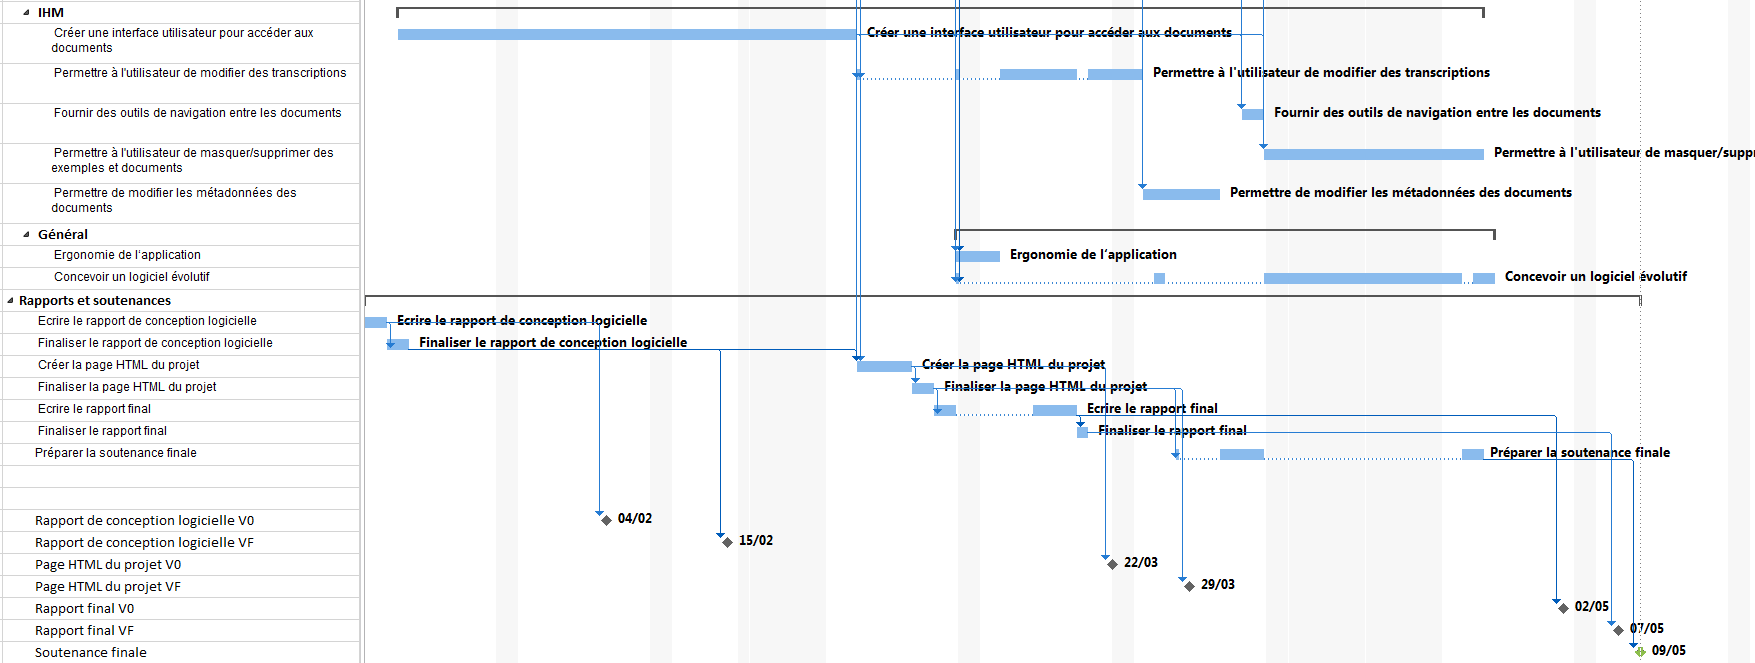 IHM
Créer une interface utilisateur pour accéder aux
documents
Créer une interface utilisateur pour accéder aux documents
Permettre à l'utilisateur de modifier des transcriptions
Permettre à l'utilisateur de modifier des transcriptions
Fournir des outils de navigation entre les documents
Fournir des outils de navigation entre les documents
Permettre à l'utilisateur de masquer/supprimer des
exemples et documents
Permettre à l'utilisateur de masquer/suppr
Permettre de modifier les métadonnées des
documents
Permettre de modifier les métadonnées des documents
Général
Ergonomie de l'application
Ergonomie de l'application
Concevoir un logiciel évolutif
Concevoir un logiciel évolutif
Rapports et soutenances
Ecrire le rapport de conception logicielle
Ecrire le rapport de conception logicielle
Finaliser le rapport de conception logicielle
Finaliser le rapport de conception logicielle
Créer la page HTML du projet
Créer la page HTML du projet
Finaliser la page HTML du projet
Finaliser la page HTML du projet
Ecrire le rapport final
Ecrire le rapport final
Finaliser le rapport final
Finaliser le rapport final
Préparer la soutenance finale
Préparer la soutenance finale
Rapport de conception logicielle V0
04/02
Rapport de conception logicielle VF
15/02
Page HTML du projet V0
22/03
Page HTML du projet VF
29/03
Rapport final V0
02/05
Rapport final VF
07/05
Soutenance finale
09/05